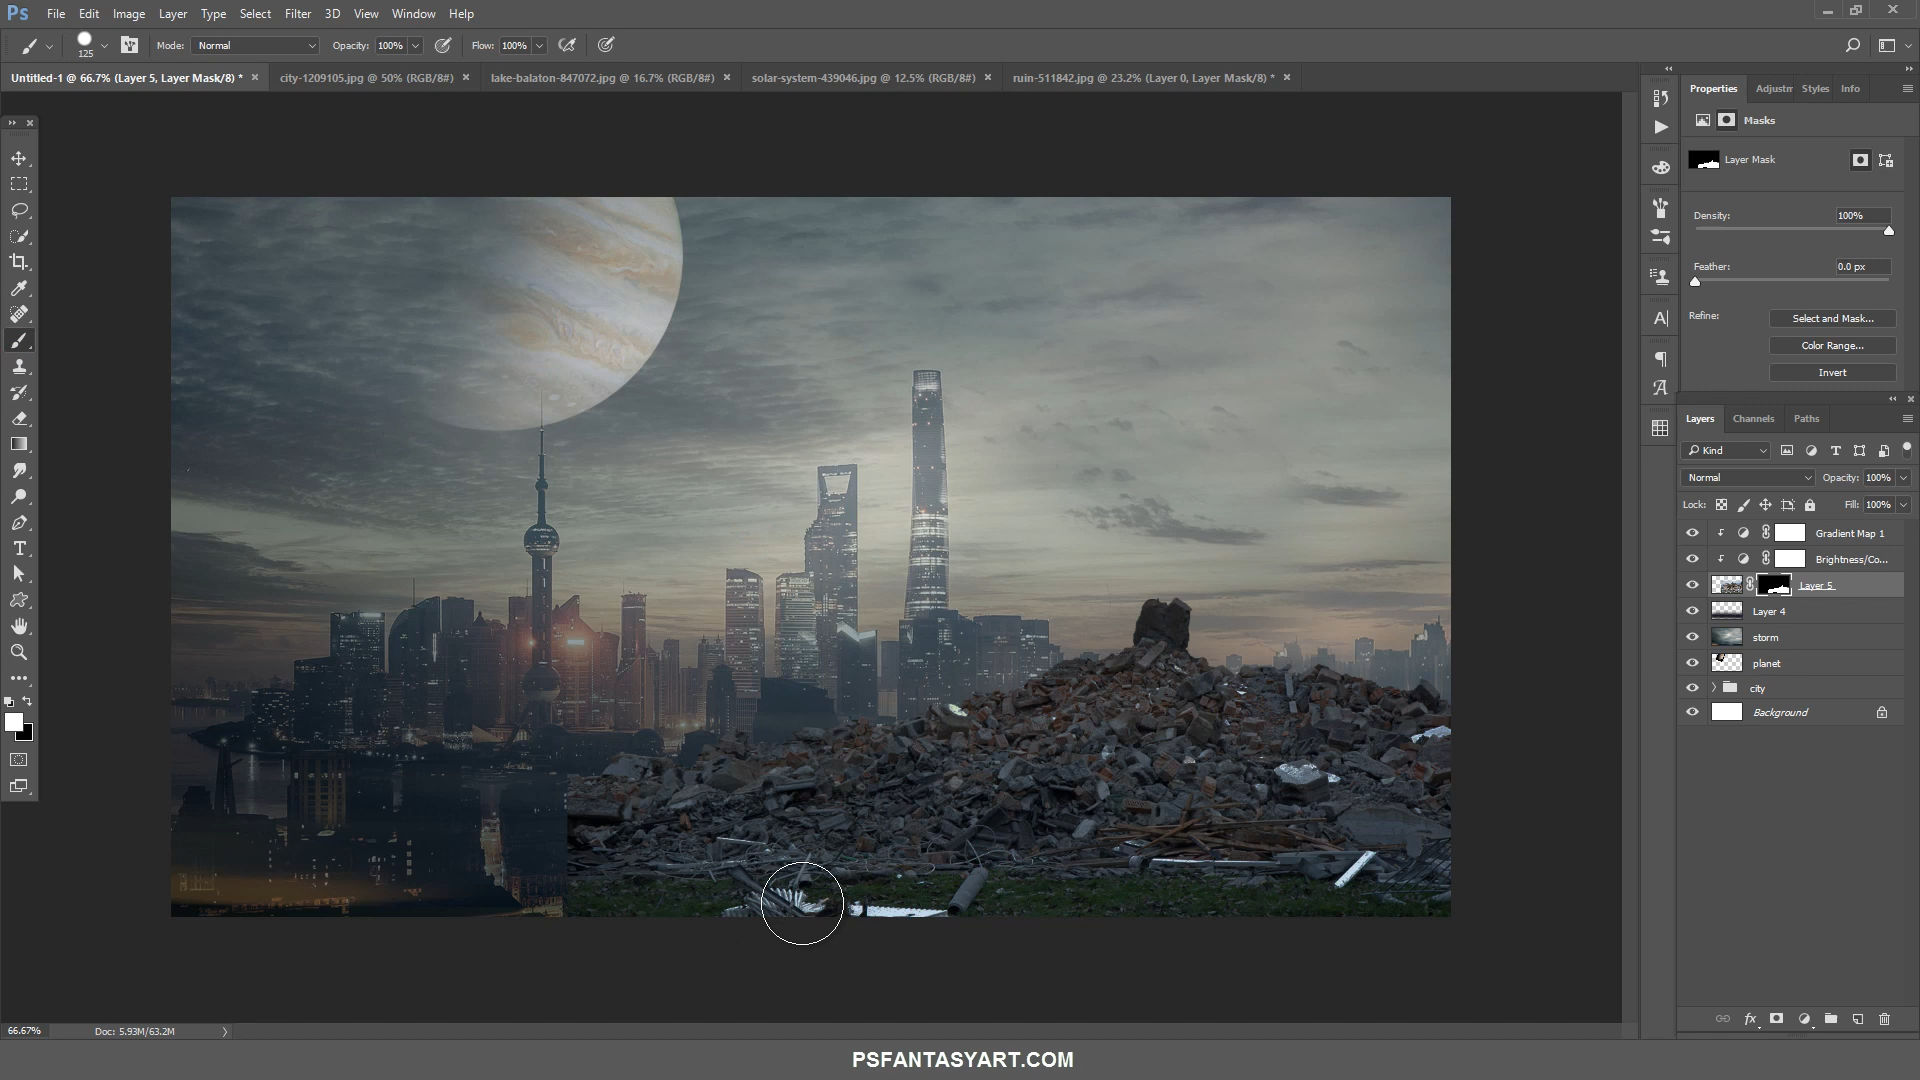 Ps File Edit Image Layer Type Select Filter 3D View Window Help
125 Mode: Normal Opacity: 100% Flow: 100%
Untitled-1 @ 66.7% (Layer 5, Layer Mask/8) * × city-1209105.jpg @ 50% (RGB/8#) × lake-balaton-847072.jpg @ 16.7% (RGB/8#) × solar-system-439046.jpg @ 12.5% (RGB/8#) × ruin-511842.jpg @ 23.2% (Layer 0, Layer Mask/8) * ×
Properties Adjustm Styles Info
Masks
Layer Mask
Density: 100%
Feather: 0.0 px
Refine: Select and Mask...
Color Range...
Invert
Layers Channels Paths
Kind
Normal Opacity: 100%
Lock: Fill: 100%
Gradient Map 1
Brightness/Co...
Layer 5
Layer 4
storm
planet
city
Background
66.67% Doc: 5.93M/63.2M
PSFANTASYART.COM